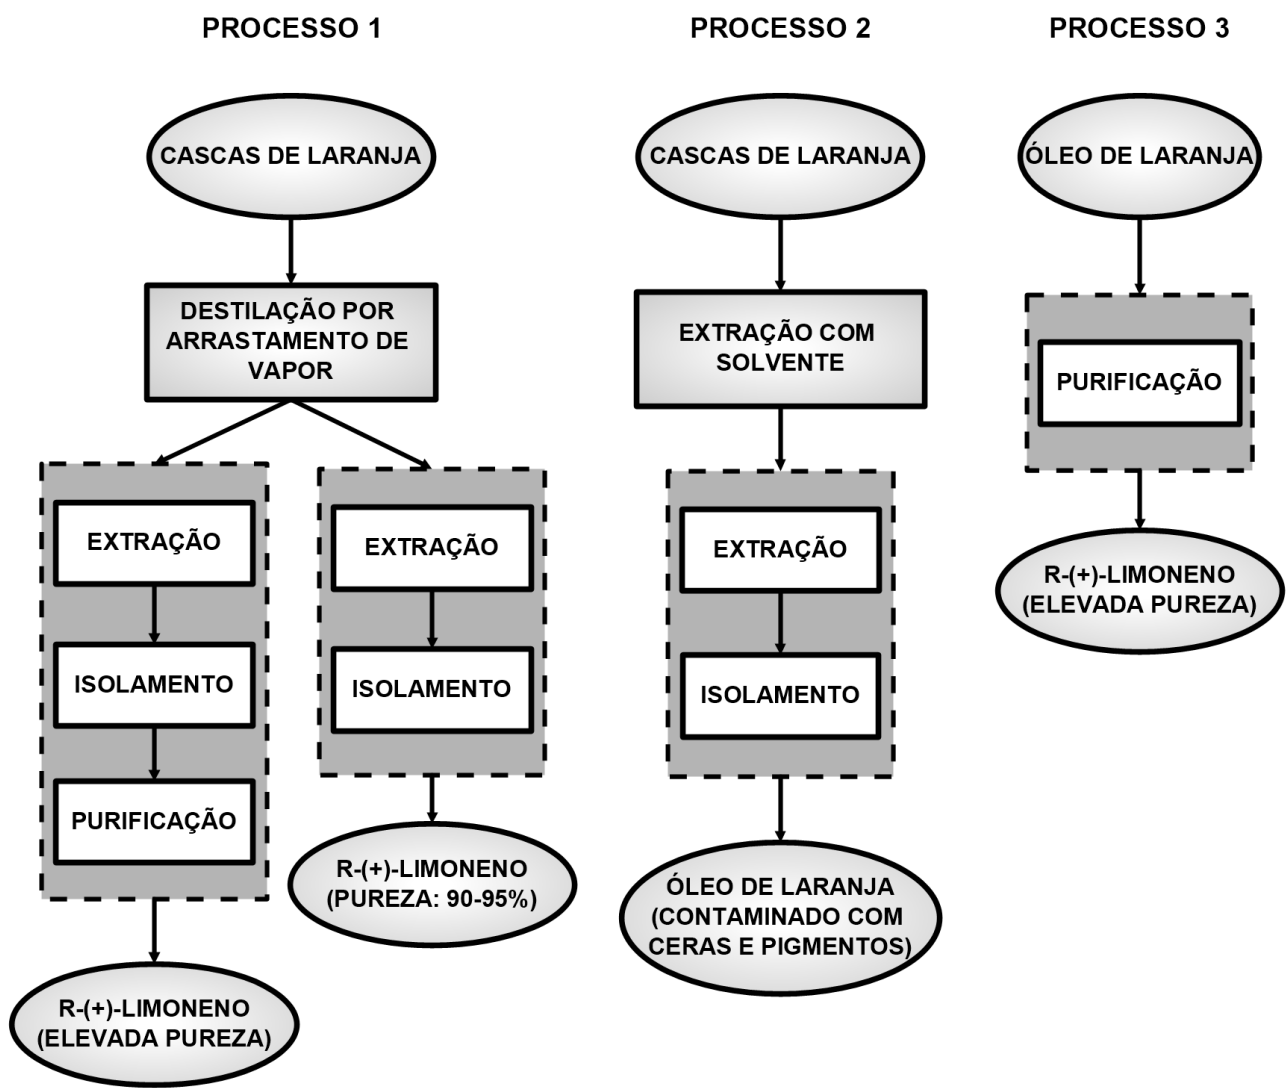 PROCESSO 1
CASCAS DE LARANJA
DESTILAÇÃO POR
ARRASTAMENTO DE
VAPOR
EXTRAÇÃO
ISOLAMENTO
PURIFICAÇÃO
R-(+)-LIMONENO
(ELEVADA PUREZA)
EXTRAÇÃO
ISOLAMENTO
R-(+)-LIMONENO
(PUREZA: 90-95%)
PROCESSO 2
CASCAS DE LARANJA
EXTRAÇÃO COM
SOLVENTE
EXTRAÇÃO
ISOLAMENTO
ÓLEO DE LARANJA
(CONTAMINADO COM
CERAS E PIGMENTOS)
PROCESSO 3
ÓLEO DE LARANJA
PURIFICAÇÃO
R-(+)-LIMONENO
(ELEVADA PUREZA)